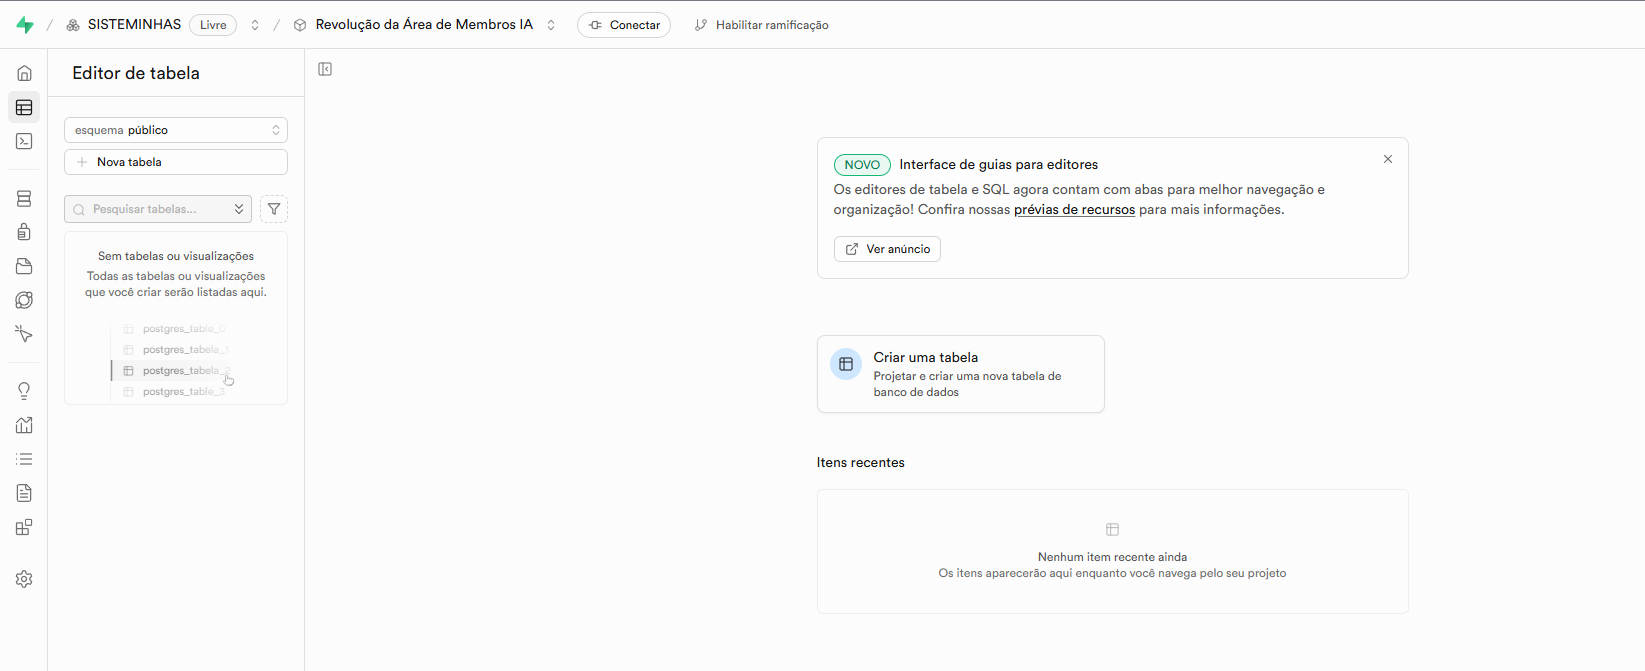 SISTEMINHAS Livre Revolução da Área de Membros IA Conectar Habilitar ramificação
Editor de tabela
esquema público
Nova tabela
Pesquisar tabelas...
Sem tabelas ou visualizações
Todas as tabelas ou visualizações
que você criar serão listadas aqui.
postgres_table_0
postgres_tabela_1
postgres_tabela_2
postgres_table_3
NOVO Interface de guias para editores
Os editores de tabela e SQL agora contam com abas para melhor navegação e
organização! Confira nossas prévias de recursos para mais informações.
Ver anúncio
Criar uma tabela
Projetar e criar uma nova tabela de
banco de dados
Itens recentes
Nenhum item recente ainda
Os itens aparecerão aqui enquanto você navega pelo seu projeto